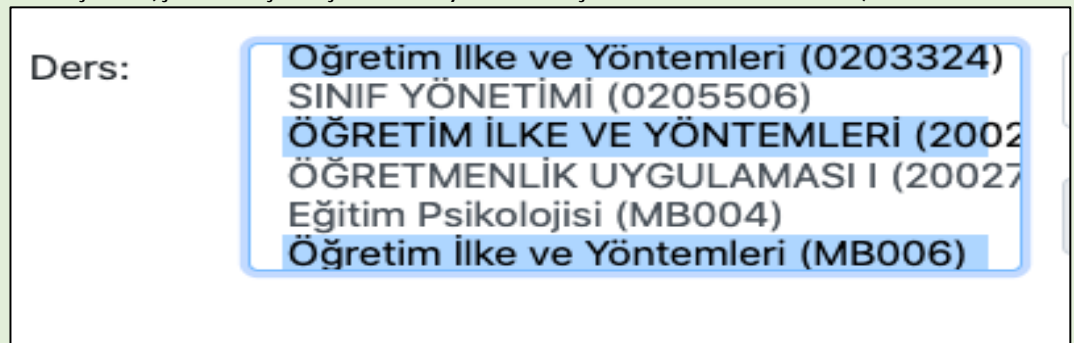 Ders:
Öğretim İlke ve Yöntemleri (0203324)
SINIF YÖNETİMİ (0205506)
ÖĞRETİM İLKE VE YÖNTEMLERİ (2002
ÖĞRETMENLİK UYGULAMASI I (20027
Eğitim Psikolojisi (MB004)
Öğretim İlke ve Yöntemleri (MB006)